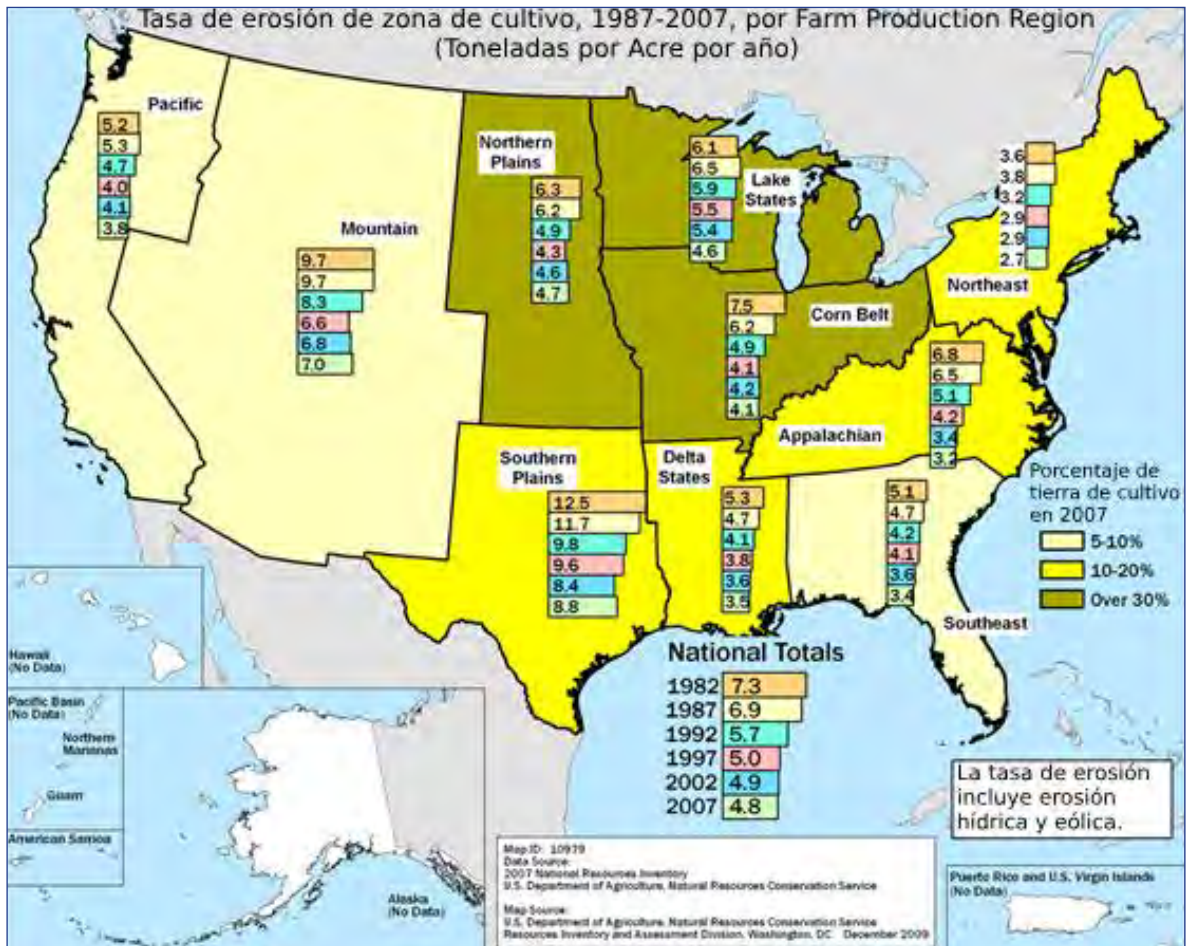 Tasa de erosión de zona de cultivo, 1987-2007, por Farm Production Region
(Toneladas por Acre por año)
Pacific
5.2
5.3
4.7
4.0
4.1
3.8
Mountain
9.7
9.7
8.3
6.6
6.8
7.0
Northern
Plains
6.3
6.2
4.9
4.3
4.6
4.7
Lake
States
6.1
6.5
5.9
5.5
5.4
4.6
Corn Belt
7.5
6.2
4.9
4.1
4.2
4.1
Northeast
3.6
3.8
3.2
2.9
2.9
2.7
Appalachian
6.8
6.5
5.1
4.2
3.4
3.2
Southern
Plains
12.5
11.7
9.8
9.6
8.4
8.8
Delta
States
5.3
4.7
4.1
3.8
3.6
3.5
Southeast
5.1
4.7
4.2
4.1
3.6
3.4
Porcentaje de
tierra de cultivo
en 2007
5-10%
10-20%
Over 30%
National Totals
1982 7.3
1987 6.9
1992 5.7
1997 5.0
2002 4.9
2007 4.8
La tasa de erosión
incluye erosión
hídrica y eólica.
Hawaii
(No Data)
Pacific Basin
(No Data)
Northern
Marianas
Guam
American Samoa
Alaska
(No Data)
Map ID: 10979
Data Source:
2007 National Resources Inventory
U.S. Department of Agriculture, Natural Resources Conservation Service
Map Source:
U.S. Department of Agriculture, Natural Resources Conservation Service
Resources Inventory and Assessment Division, Washington, DC December 2009
Puerto Rico and U.S. Virgin Islands
(No Data)